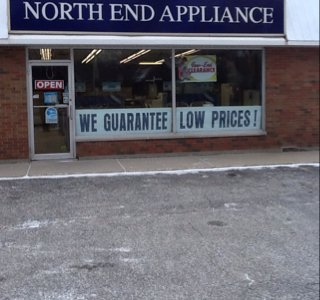 NORTH END APPLIANCE
OPEN
CLEARANCE
WE GUARANTEE LOW PRICES!